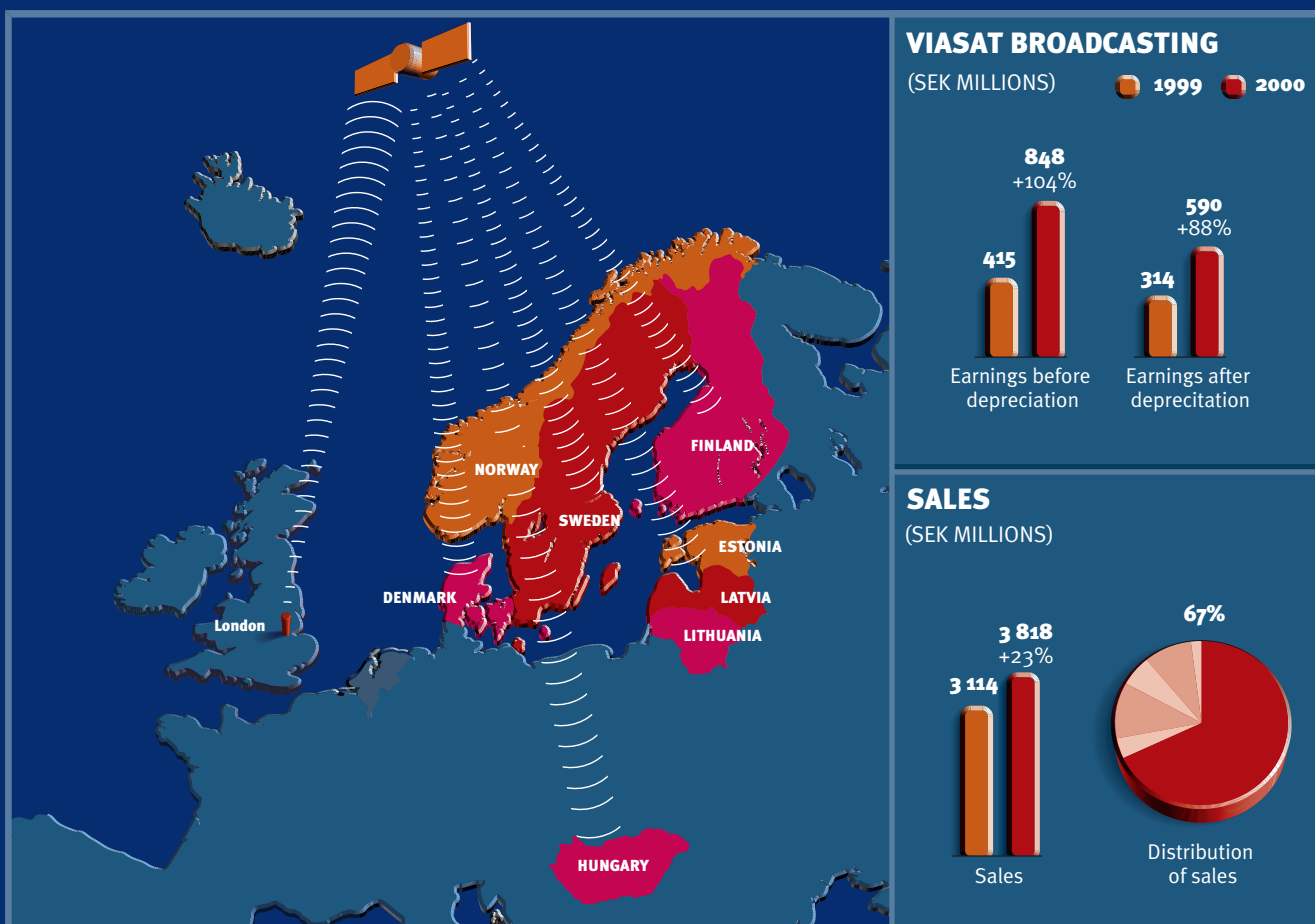 VIASAT BROADCASTING
(SEK MILLIONS)
1999 2000
848
+104%
415
590
+88%
314
Earnings before
depreciation
Earnings after
deprecitation
SALES
(SEK MILLIONS)
3 818
+23%
3 114
67%
Sales
Distribution
of sales
NORWAY
FINLAND
SWEDEN
ESTONIA
DENMARK
LATVIA
London
LITHUANIA
HUNGARY